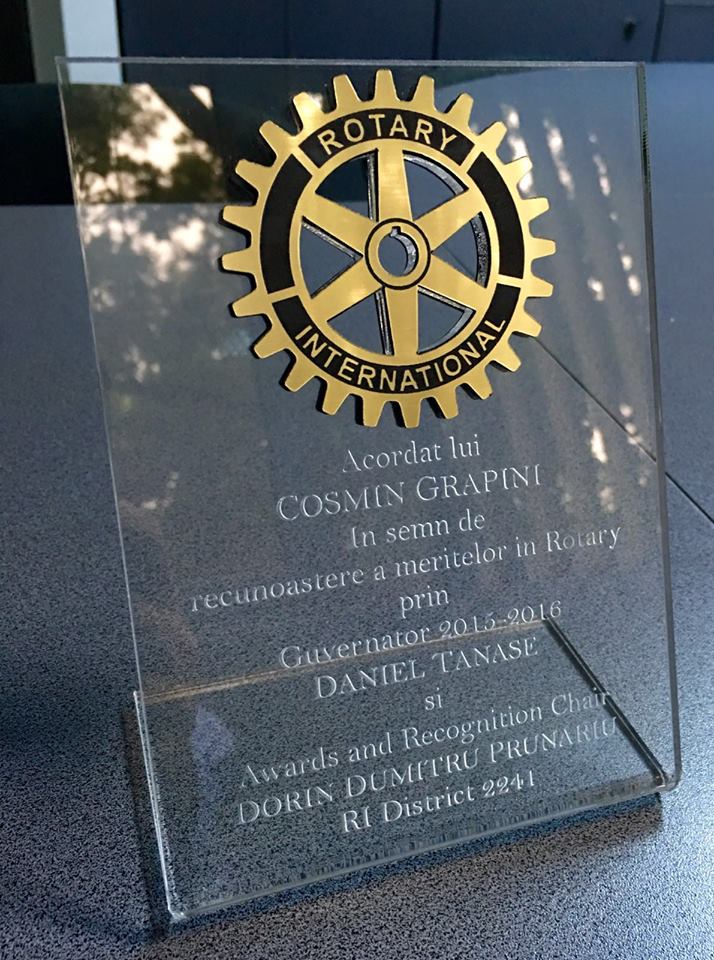 ROTARY
INTERNATIONAL
Acordat lui
COSMIN GRAPINI
In semn de
recunoastere a meritelor in Rotary
prin
Guvernator 2015-2016
DANIEL TANASE
si
Awards and Recognition Chair
DORIN DUMITRU PRUNARIU
RI District 2241